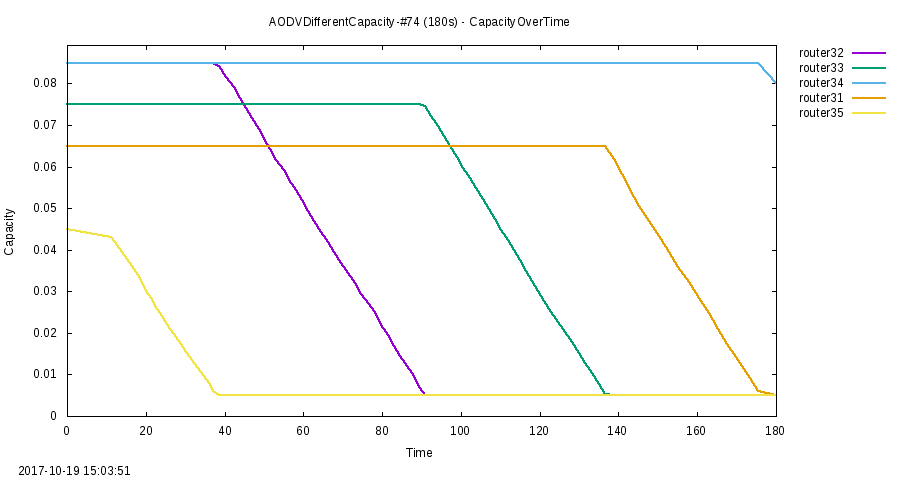 AODVDifferentCapacity-#74 (180s) - CapacityOverTime
router32
router33
router34
router31
router35
Capacity
0.08
0.07
0.06
0.05
0.04
0.03
0.02
0.01
0
0 20 40 60 80 100 120 140 160 180
Time
2017-10-19 15:03:51